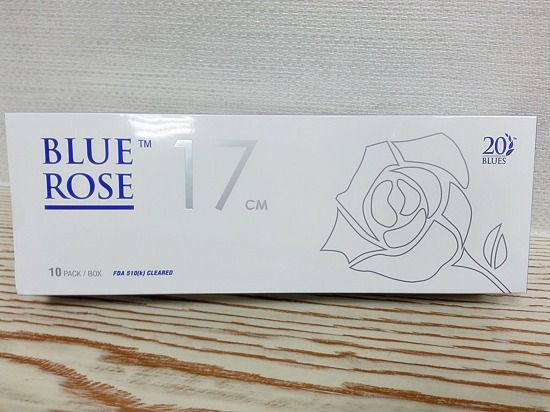 BLUE™
ROSE
17 CM
20
BLUES
10 PACK / BOX
FDA 510(k) CLEARED